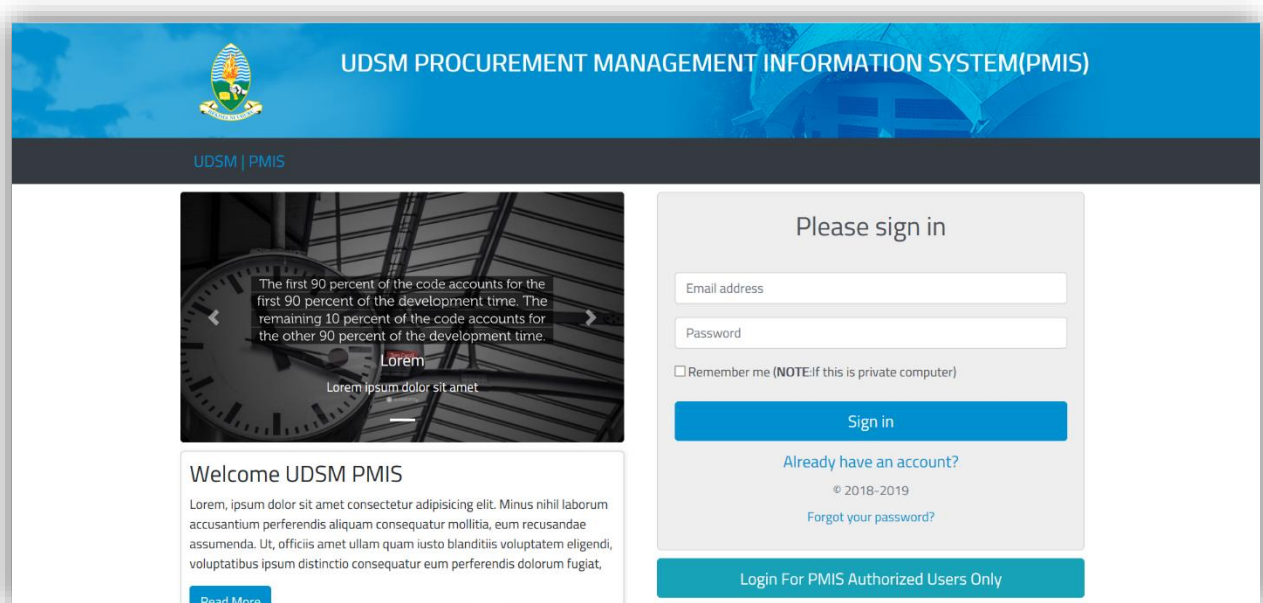 UDSM PROCUREMENT MANAGEMENT INFORMATION SYSTEM(PMIS)
UDSM | PMIS
The first 90 percent of the code accounts for the
first 90 percent of the development time. The
remaining 10 percent of the code accounts for
the other 90 percent of the development time.
Lorem
Lorem ipsum dolor sit amet
Welcome UDSM PMIS
Lorem, ipsum dolor sit amet consectetur adipisicing elit. Minus nihil laborum
accusantium perferendis aliquam consequatur mollitia, eum recusandae
assumenda. Ut, officiis amet ullam quam iusto blanditiis voluptatem eligendi,
voluptatibus ipsum distinctio consequatur eum perferendis dolorum fugiat,
Read More
Please sign in
Email address
Password
Remember me (NOTE:If this is private computer)
Sign in
Already have an account?
© 2018-2019
Forgot your password?
Login For PMIS Authorized Users Only